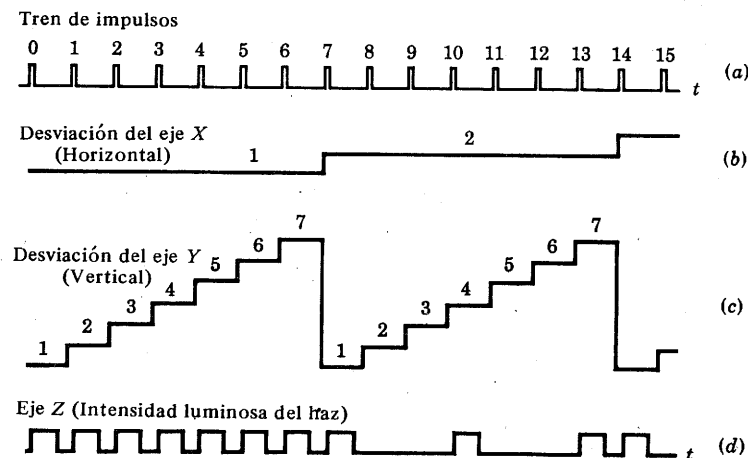 Tren de impulsos
0 1 2 3 4 5 6 7 8 9 10 11 12 13 14 15
t (a)
Desviación del eje X
(Horizontal)
1 2
(b)
Desviación del eje Y
(Vertical)
1 2 3 4 5 6 7 1 2 3 4 5 6 7
(c)
Eje Z (Intensidad luminosa del haz)
t (d)